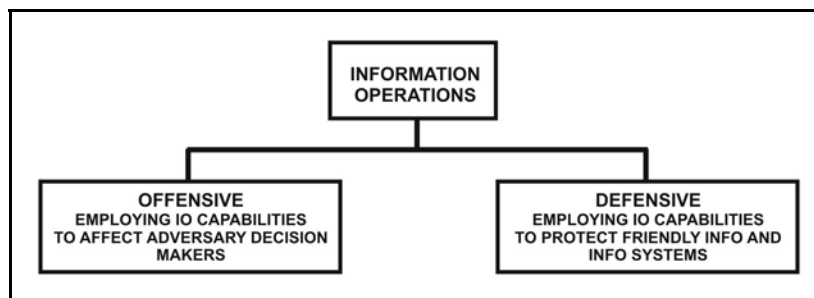 INFORMATION
OPERATIONS
OFFENSIVE
EMPLOYING IO CAPABILITIES
TO AFFECT ADVERSARY DECISION
MAKERS
DEFENSIVE
EMPLOYING IO CAPABILITIES
TO PROTECT FRIENDLY INFO AND
INFO SYSTEMS